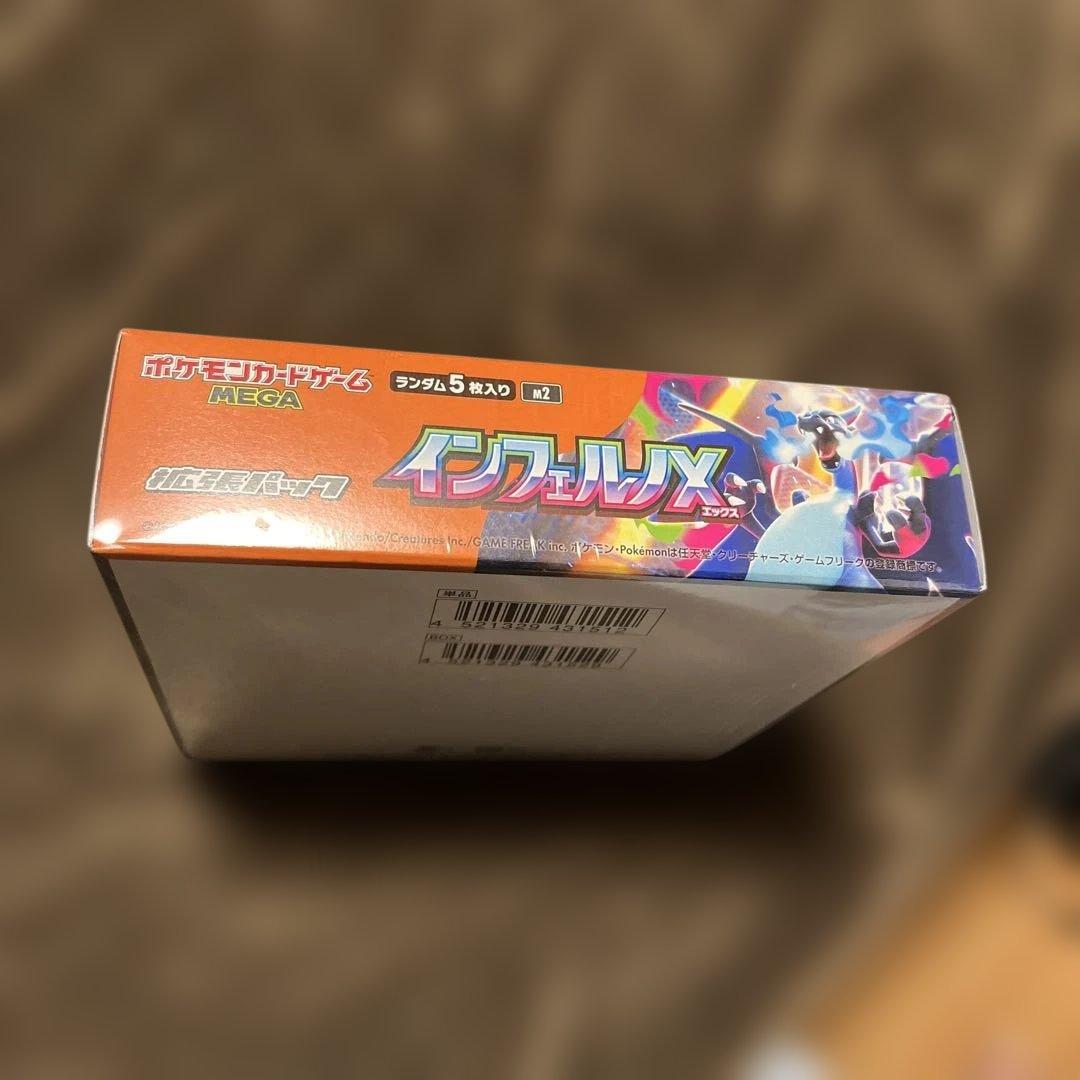 ポケモンカードゲーム
MEGA
ランダム5枚入り
M2
拡張パック
インフェルノX
エックス
/Creatures Inc./GAME FREAK inc. ポケモン・Pokémonは任天堂・クリーチャーズ・ゲームフリークの登録商標です。
単品
4 521329 431512
BOX